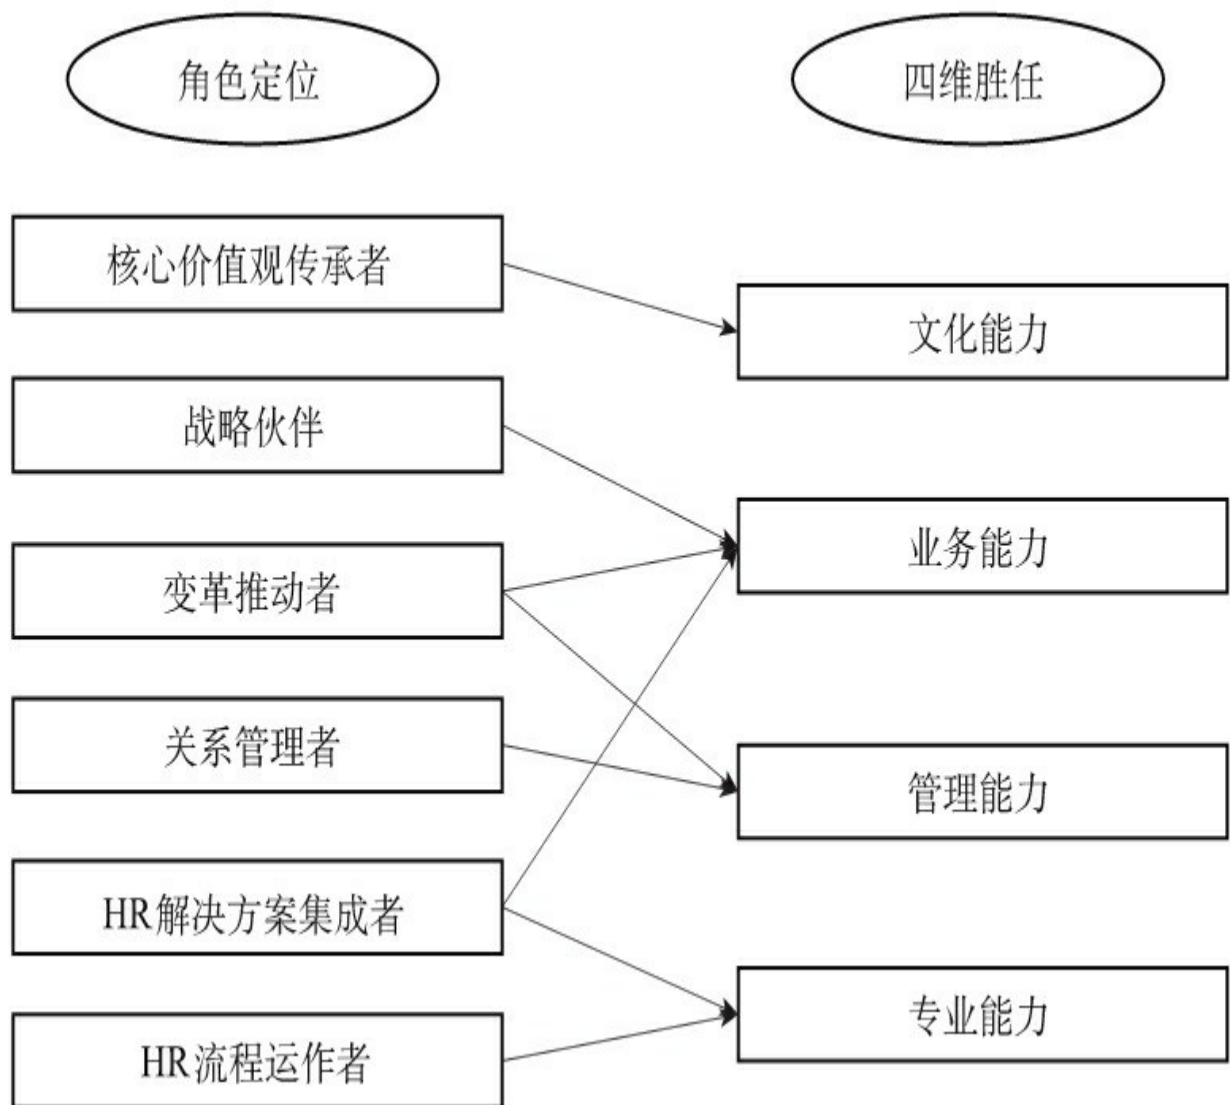 角色定位
四维胜任
核心价值观传承者
战略伙伴
变革推动者
关系管理者
HR解决方案集成者
HR流程运作者
文化能力
业务能力
管理能力
专业能力